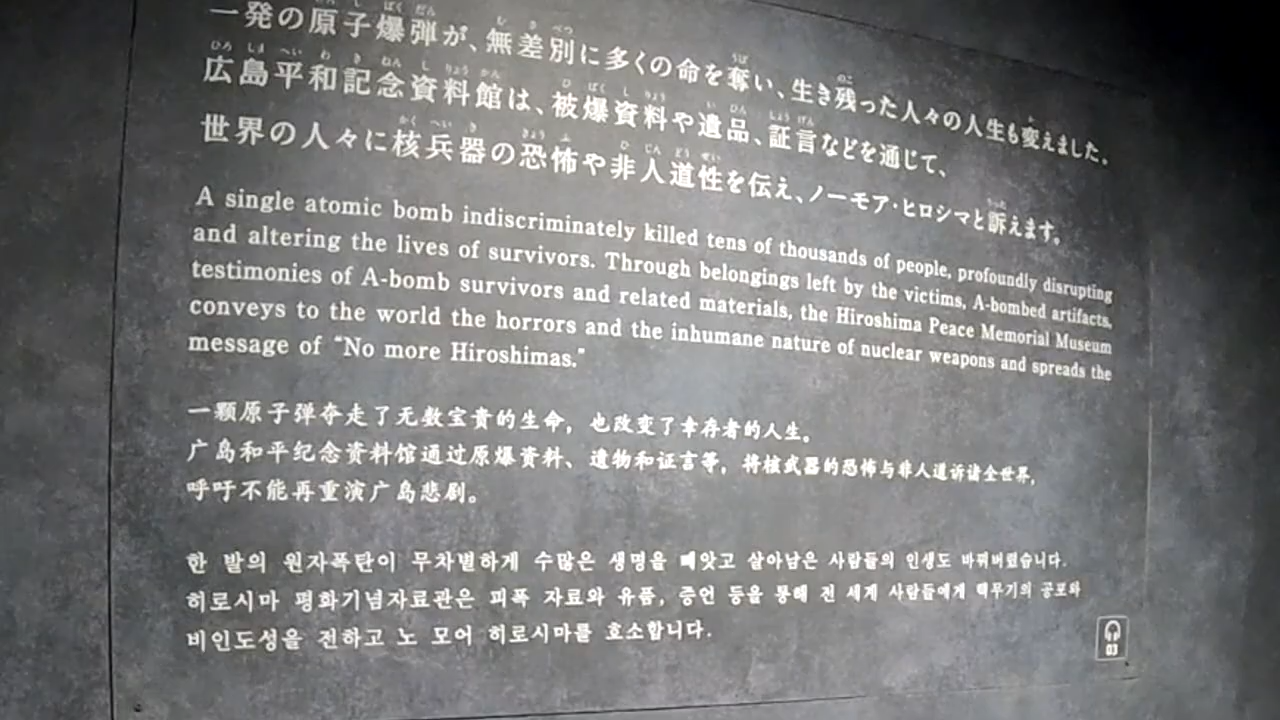 一発の原子爆弾が、無差別に多くの命を奪い、生き残った人々の人生も変えました。
広島平和記念資料館は、被爆資料や遺品、証言などを通じて、
世界の人々に核兵器の恐怖や非人道性を伝え、ノーモア・ヒロシマと訴えます。
A single atomic bomb indiscriminately killed tens of thousands of people, profoundly disrupting
and altering the lives of survivors. Through belongings left by the victims, A-bombed artifacts,
testimonies of A-bomb survivors and related materials, the Hiroshima Peace Memorial Museum
conveys to the world the horrors and the inhumane nature of nuclear weapons and spreads the
message of “No more Hiroshimas.”
一颗原子弹夺走了无数宝贵的生命，也改变了幸存者的人生。
广岛和平纪念资料馆通过原爆资料、遗物和证言等，将核武器的恐怖与非人道诉诸全世界，
呼吁不能再重演广岛悲剧。
한 발의 원자폭탄이 무차별하게 수많은 생명을 빼앗고 살아남은 사람들의 인생도 바꿔버렸습니다.
히로시마 평화기념자료관은 피폭 자료와 유품, 증언 등을 통해 전 세계 사람들에게 핵무기의 공포와
비인도성을 전하고 노 모어 히로시마를 호소합니다.
03